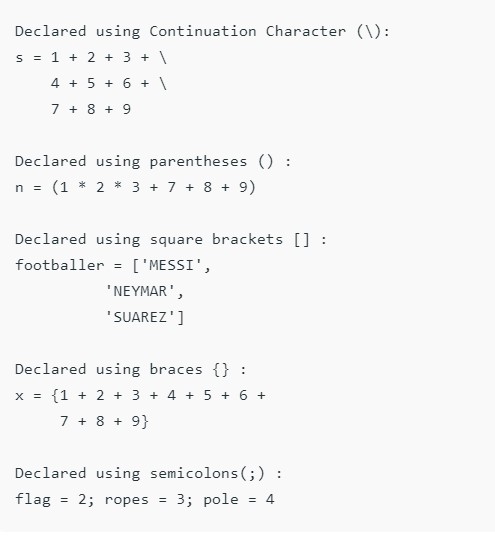 Declared using Continuation Character (\):
s = 1 + 2 + 3 + \
    4 + 5 + 6 + \
    7 + 8 + 9

Declared using parentheses () :
n = (1 * 2 * 3 + 7 + 8 + 9)

Declared using square brackets [] :
footballer = ['MESSI',
          'NEYMAR',
          'SUAREZ']

Declared using braces {} :
x = {1 + 2 + 3 + 4 + 5 + 6 +
     7 + 8 + 9}

Declared using semicolons(;) :
flag = 2; ropes = 3; pole = 4